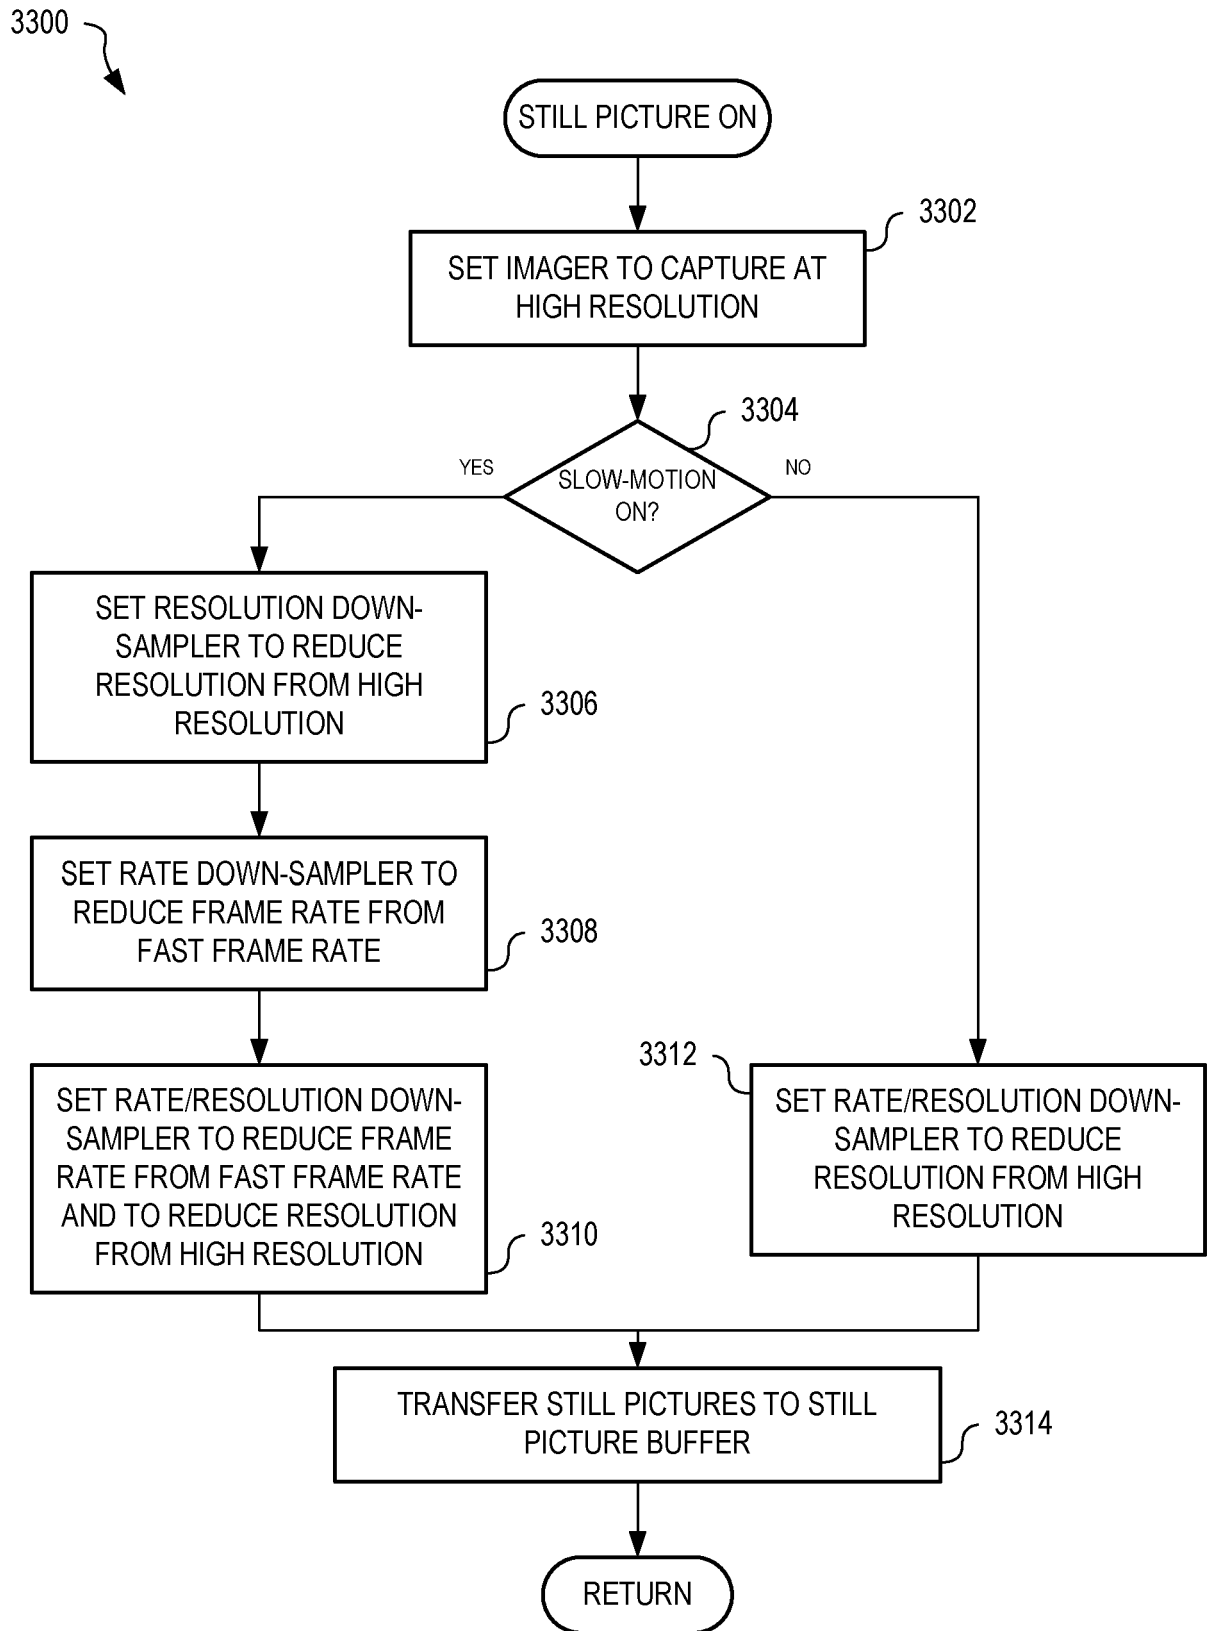 3300
STILL PICTURE ON
3302
SET IMAGER TO CAPTURE AT
HIGH RESOLUTION
3304
YES
NO
SLOW-MOTION
ON?
SET RESOLUTION DOWN-
SAMPLER TO REDUCE
RESOLUTION FROM HIGH
RESOLUTION
3306
SET RATE DOWN-SAMPLER TO
REDUCE FRAME RATE FROM
FAST FRAME RATE
3308
SET RATE/RESOLUTION DOWN-
SAMPLER TO REDUCE FRAME
RATE FROM FAST FRAME RATE
AND TO REDUCE RESOLUTION
FROM HIGH RESOLUTION
3310
3312
SET RATE/RESOLUTION DOWN-
SAMPLER TO REDUCE
RESOLUTION FROM HIGH
RESOLUTION
TRANSFER STILL PICTURES TO STILL
PICTURE BUFFER
3314
RETURN